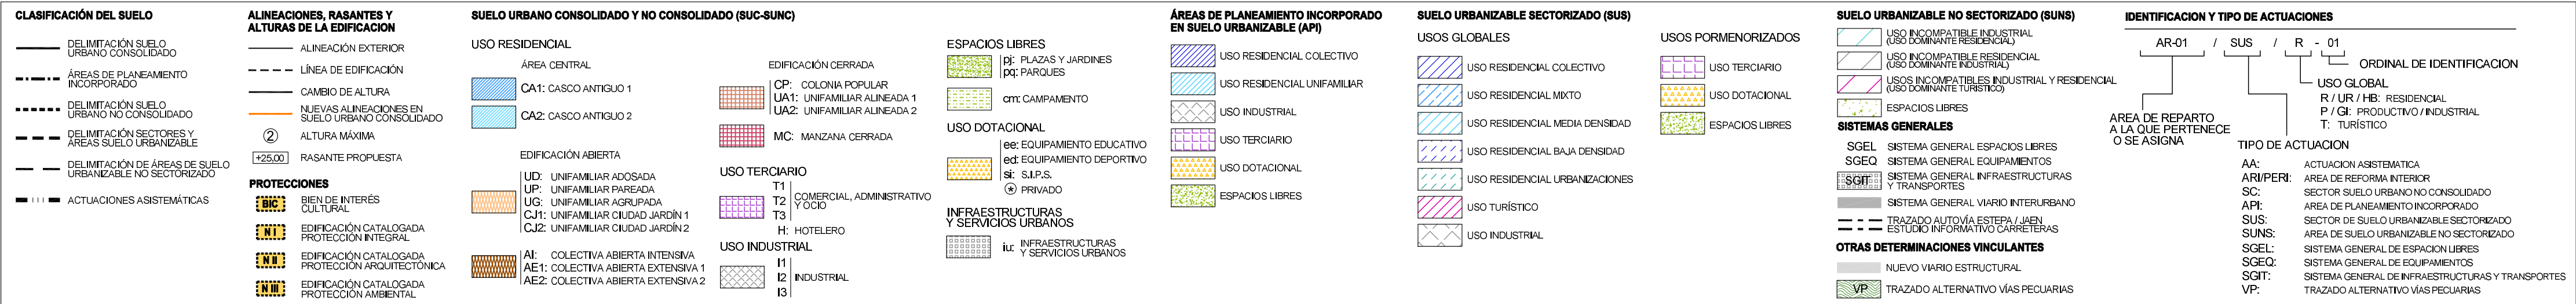 CLASIFICACIÓN DEL SUELO
DELIMITACIÓN SUELO
URBANO CONSOLIDADO
ÁREAS DE PLANEAMIENTO
INCORPORADO
DELIMITACIÓN SUELO
URBANO NO CONSOLIDADO
DELIMITACIÓN SECTORES Y
ÁREAS SUELO URBANIZABLE
DELIMITACIÓN DE ÁREAS DE SUELO
URBANIZABLE NO SECTORIZADO
ACTUACIONES ASISTEMÁTICAS
ALINEACIONES, RASANTES Y
ALTURAS DE LA EDIFICACION
ALINEACIÓN EXTERIOR
LÍNEA DE EDIFICACIÓN
CAMBIO DE ALTURA
NUEVAS ALINEACIONES EN
SUELO URBANO CONSOLIDADO
2 ALTURA MÁXIMA
+25,00 RASANTE PROPUESTA
PROTECCIONES
BIC BIEN DE INTERÉS
CULTURAL
N I EDIFICACIÓN CATALOGADA
PROTECCIÓN INTEGRAL
N II EDIFICACIÓN CATALOGADA
PROTECCIÓN ARQUITECTÓNICA
N III EDIFICACIÓN CATALOGADA
PROTECCIÓN AMBIENTAL
SUELO URBANO CONSOLIDADO Y NO CONSOLIDADO (SUC-SUNC)
USO RESIDENCIAL
ÁREA CENTRAL
CA1: CASCO ANTIGUO 1
CA2: CASCO ANTIGUO 2
EDIFICACIÓN ABIERTA
UD: UNIFAMILIAR ADOSADA
UP: UNIFAMILIAR PAREADA
UG: UNIFAMILIAR AGRUPADA
CJ1: UNIFAMILIAR CIUDAD JARDÍN 1
CJ2: UNIFAMILIAR CIUDAD JARDÍN 2
AI: COLECTIVA ABIERTA INTENSIVA
AE1: COLECTIVA ABIERTA EXTENSIVA 1
AE2: COLECTIVA ABIERTA EXTENSIVA 2
EDIFICACIÓN CERRADA
CP: COLONIA POPULAR
UA1: UNIFAMILIAR ALINEADA 1
UA2: UNIFAMILIAR ALINEADA 2
MC: MANZANA CERRADA
USO TERCIARIO
T1
T2 COMERCIAL, ADMINISTRATIVO
Y OCIO
T3
H: HOTELERO
USO INDUSTRIAL
I1
I2 INDUSTRIAL
I3
ESPACIOS LIBRES
pj: PLAZAS Y JARDINES
pq: PARQUES
cm: CAMPAMENTO
USO DOTACIONAL
ee: EQUIPAMIENTO EDUCATIVO
ed: EQUIPAMIENTO DEPORTIVO
si: S.I.P.S.
* PRIVADO
INFRAESTRUCTURAS
Y SERVICIOS URBANOS
iu: INFRAESTRUCTURAS
Y SERVICIOS URBANOS
ÁREAS DE PLANEAMIENTO INCORPORADO
EN SUELO URBANIZABLE (API)
USO RESIDENCIAL COLECTIVO
USO RESIDENCIAL UNIFAMILIAR
USO INDUSTRIAL
USO TERCIARIO
USO DOTACIONAL
ESPACIOS LIBRES
SUELO URBANIZABLE SECTORIZADO (SUS)
USOS GLOBALES
USO RESIDENCIAL COLECTIVO
USO RESIDENCIAL MIXTO
USO RESIDENCIAL MEDIA DENSIDAD
USO RESIDENCIAL BAJA DENSIDAD
USO RESIDENCIAL URBANIZACIONES
USO TURÍSTICO
USO INDUSTRIAL
USOS PORMENORIZADOS
USO TERCIARIO
USO DOTACIONAL
ESPACIOS LIBRES
SUELO URBANIZABLE NO SECTORIZADO (SUNS)
USO INCOMPATIBLE INDUSTRIAL
(USO DOMINANTE RESIDENCIAL)
USO INCOMPATIBLE RESIDENCIAL
(USO DOMINANTE INDUSTRIAL)
USOS INCOMPATIBLES INDUSTRIAL Y RESIDENCIAL
(USO DOMINANTE TURISTICO)
ESPACIOS LIBRES
SISTEMAS GENERALES
SGEL SISTEMA GENERAL ESPACIOS LIBRES
SGEQ SISTEMA GENERAL EQUIPAMIENTOS
SGIT SISTEMA GENERAL INFRAESTRUCTURAS
Y TRANSPORTES
SISTEMA GENERAL VIARIO INTERURBANO
TRAZADO AUTOVÍA ESTEPA / JAEN
ESTUDIO INFORMATIVO CARRETERAS
OTRAS DETERMINACIONES VINCULANTES
NUEVO VIARIO ESTRUCTURAL
VP TRAZADO ALTERNATIVO VÍAS PECUARIAS
IDENTIFICACION Y TIPO DE ACTUACIONES
AR-01 / SUS / R - 01
ORDINAL DE IDENTIFICACION
USO GLOBAL
R / UR / HB: RESIDENCIAL
P / GI: PRODUCTIVO / INDUSTRIAL
T: TURÍSTICO
AREA DE REPARTO
A LA QUE PERTENECE
O SE ASIGNA
TIPO DE ACTUACION
AA: ACTUACION ASISTEMATICA
ARI/PERI: AREA DE REFORMA INTERIOR
SC: SECTOR SUELO URBANO NO CONSOLIDADO
API: AREA DE PLANEAMIENTO INCORPORADO
SUS: SECTOR DE SUELO URBANIZABLE SECTORIZADO
SUNS: AREA DE SUELO URBANIZABLE NO SECTORIZADO
SGEL: SISTEMA GENERAL DE ESPACION LIBRES
SGEQ: SISTEMA GENERAL DE EQUIPAMIENTOS
SGIT: SISTEMA GENERAL DE INFRAESTRUCTURAS Y TRANSPORTES
VP: TRAZADO ALTERNATIVO VÍAS PECUARIAS